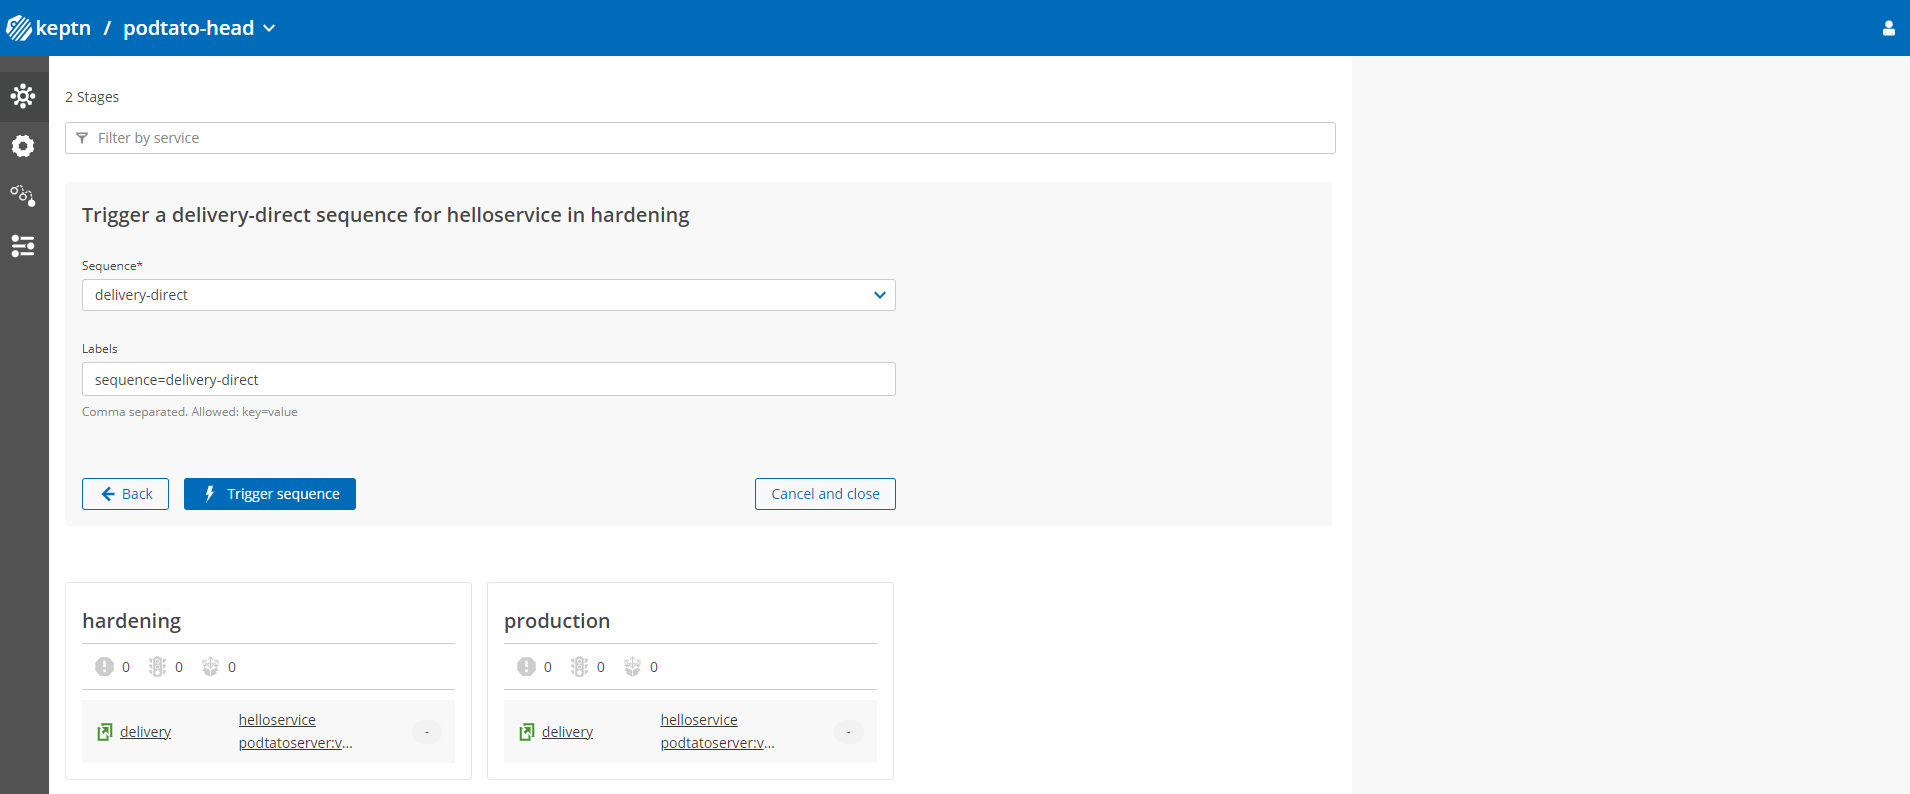 keptn / podtato-head
2 Stages
Filter by service
Trigger a delivery-direct sequence for helloservice in hardening
Sequence*
delivery-direct
Labels
sequence=delivery-direct
Comma separated. Allowed: key=value
Back
Trigger sequence
Cancel and close
hardening
0 0 0
delivery
helloservice
podtatoserver:v...
-
production
0 0 0
delivery
helloservice
podtatoserver:v...
-